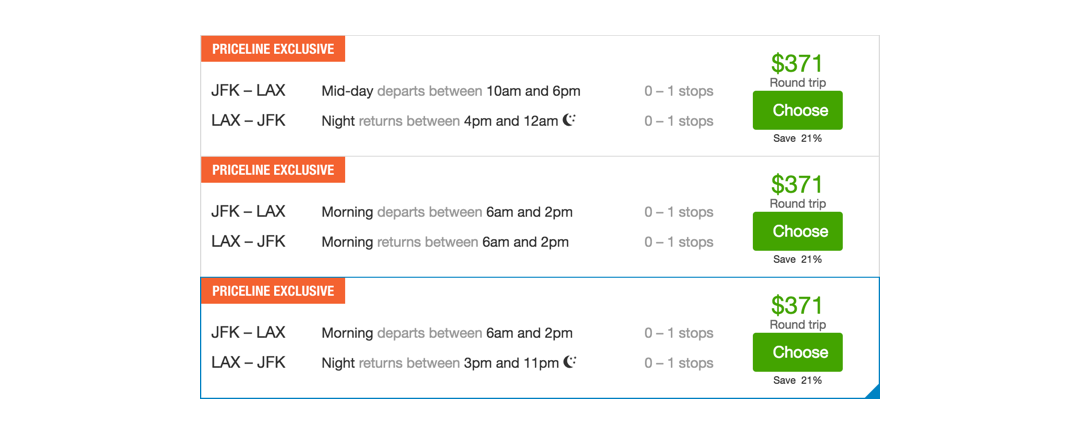 PRICELINE EXCLUSIVE
$371
Round trip
JFK – LAX Mid-day departs between 10am and 6pm 0 – 1 stops
Choose
LAX – JFK Night returns between 4pm and 12am 0 – 1 stops
Save 21%
PRICELINE EXCLUSIVE
$371
Round trip
JFK – LAX Morning departs between 6am and 2pm 0 – 1 stops
Choose
LAX – JFK Morning returns between 6am and 2pm 0 – 1 stops
Save 21%
PRICELINE EXCLUSIVE
$371
Round trip
JFK – LAX Morning departs between 6am and 2pm 0 – 1 stops
Choose
LAX – JFK Night returns between 3pm and 11pm 0 – 1 stops
Save 21%